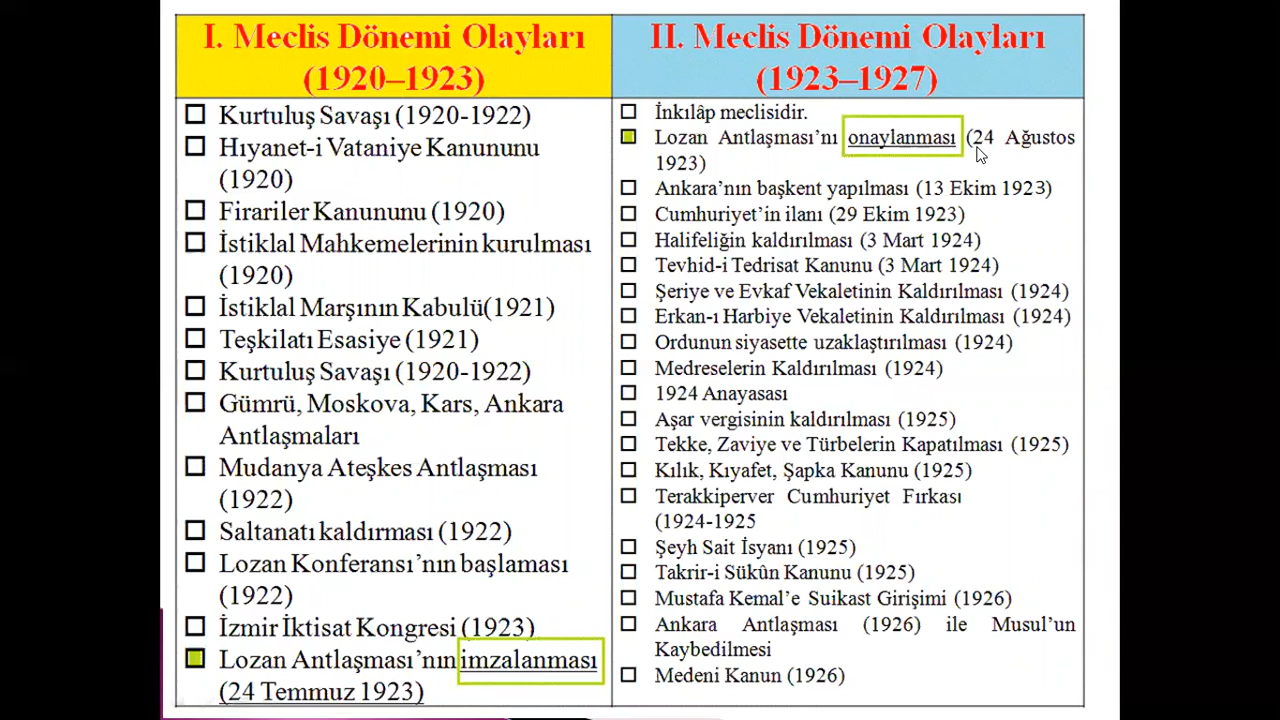 I. Meclis Dönemi Olayları
(1920–1923)
Kurtuluş Savaşı (1920-1922)
Hıyanet-i Vataniye Kanununu
(1920)
Firariler Kanununu (1920)
İstiklal Mahkemelerinin kurulması
(1920)
İstiklal Marşının Kabulü(1921)
Teşkilatı Esasiye (1921)
Kurtuluş Savaşı (1920-1922)
Gümrü, Moskova, Kars, Ankara
Antlaşmaları
Mudanya Ateşkes Antlaşması
(1922)
Saltanatı kaldırması (1922)
Lozan Konferansı’nın başlaması
(1922)
İzmir İktisat Kongresi (1923)
Lozan Antlaşması’nın imzalanması
(24 Temmuz 1923)
II. Meclis Dönemi Olayları
(1923–1927)
İnkılâp meclisidir.
Lozan Antlaşması’nı onaylanması (24 Ağustos
1923)
Ankara’nın başkent yapılması (13 Ekim 1923)
Cumhuriyet’in ilanı (29 Ekim 1923)
Halifeliğin kaldırılması (3 Mart 1924)
Tevhid-i Tedrisat Kanunu (3 Mart 1924)
Şeriye ve Evkaf Vekaletinin Kaldırılması (1924)
Erkan-ı Harbiye Vekaletinin Kaldırılması (1924)
Ordunun siyasette uzaklaştırılması (1924)
Medreselerin Kaldırılması (1924)
1924 Anayasası
Aşar vergisinin kaldırılması (1925)
Tekke, Zaviye ve Türbelerin Kapatılması (1925)
Kılık, Kıyafet, Şapka Kanunu (1925)
Terakkiperver Cumhuriyet Fırkası
(1924-1925
Şeyh Sait İsyanı (1925)
Takrir-i Sükûn Kanunu (1925)
Mustafa Kemal’e Suikast Girişimi (1926)
Ankara Antlaşması (1926) ile Musul’un
Kaybedilmesi
Medeni Kanun (1926)